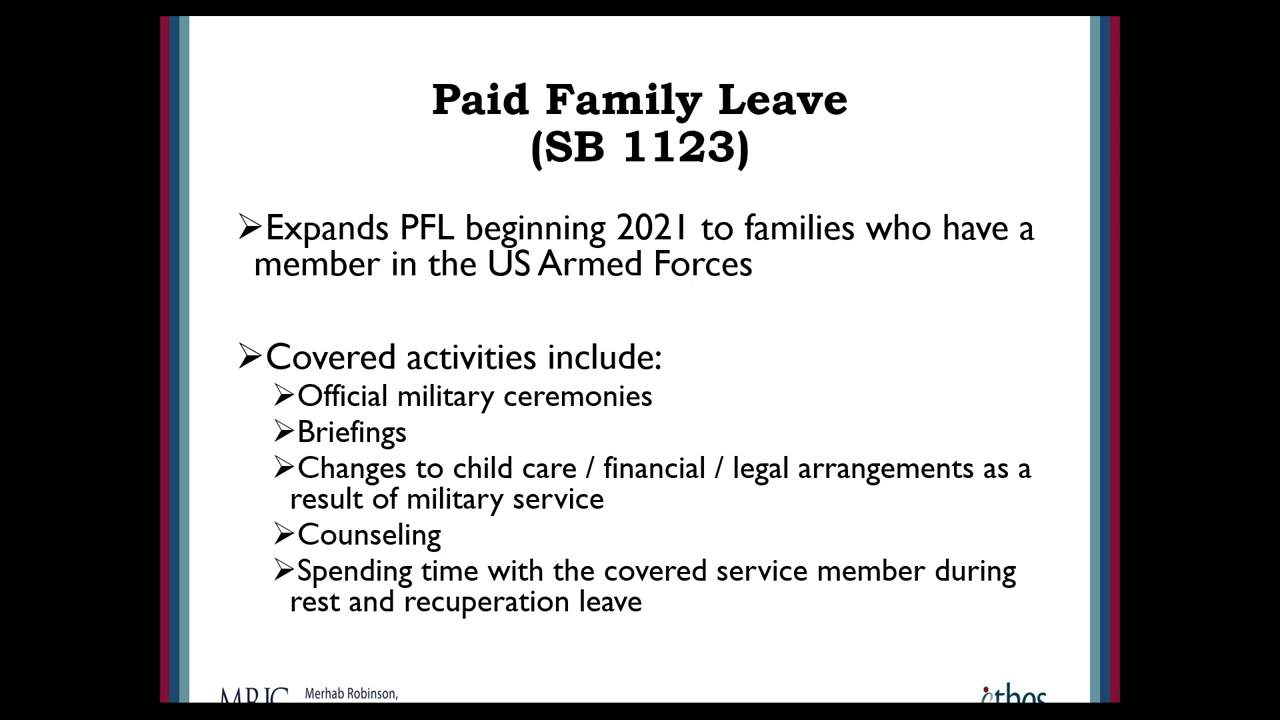 Paid Family Leave
(SB 1123)
➢Expands PFL beginning 2021 to families who have a
member in the US Armed Forces
➢Covered activities include:
➢Official military ceremonies
➢Briefings
➢Changes to child care / financial / legal arrangements as a
result of military service
➢Counseling
➢Spending time with the covered service member during
rest and recuperation leave
Merhab Robinson,
ethos